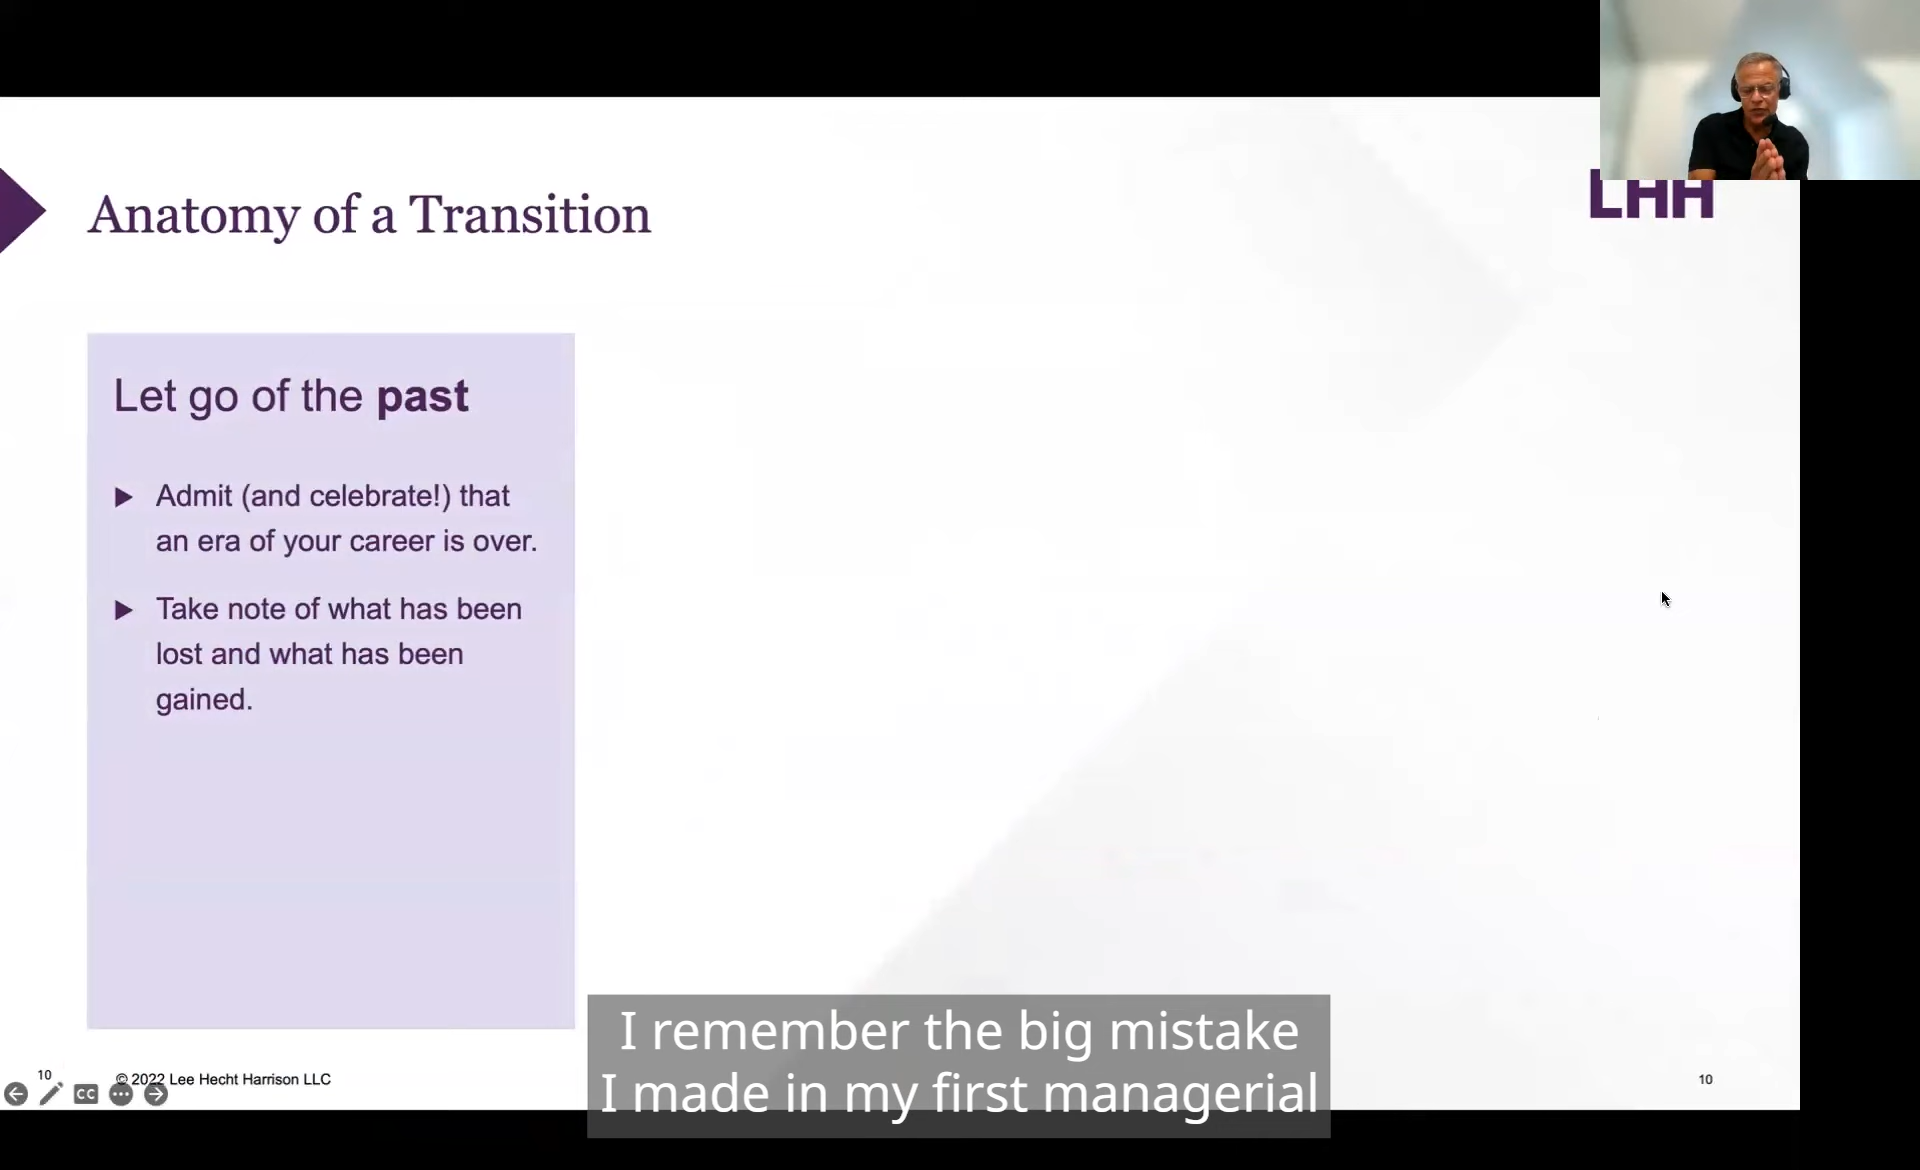 LHH
Anatomy of a Transition
Let go of the past
Admit (and celebrate!) that
an era of your career is over.
Take note of what has been
lost and what has been
gained.
I remember the big mistake
I made in my first managerial
10
© 2022 Lee Hecht Harrison LLC
CC
10